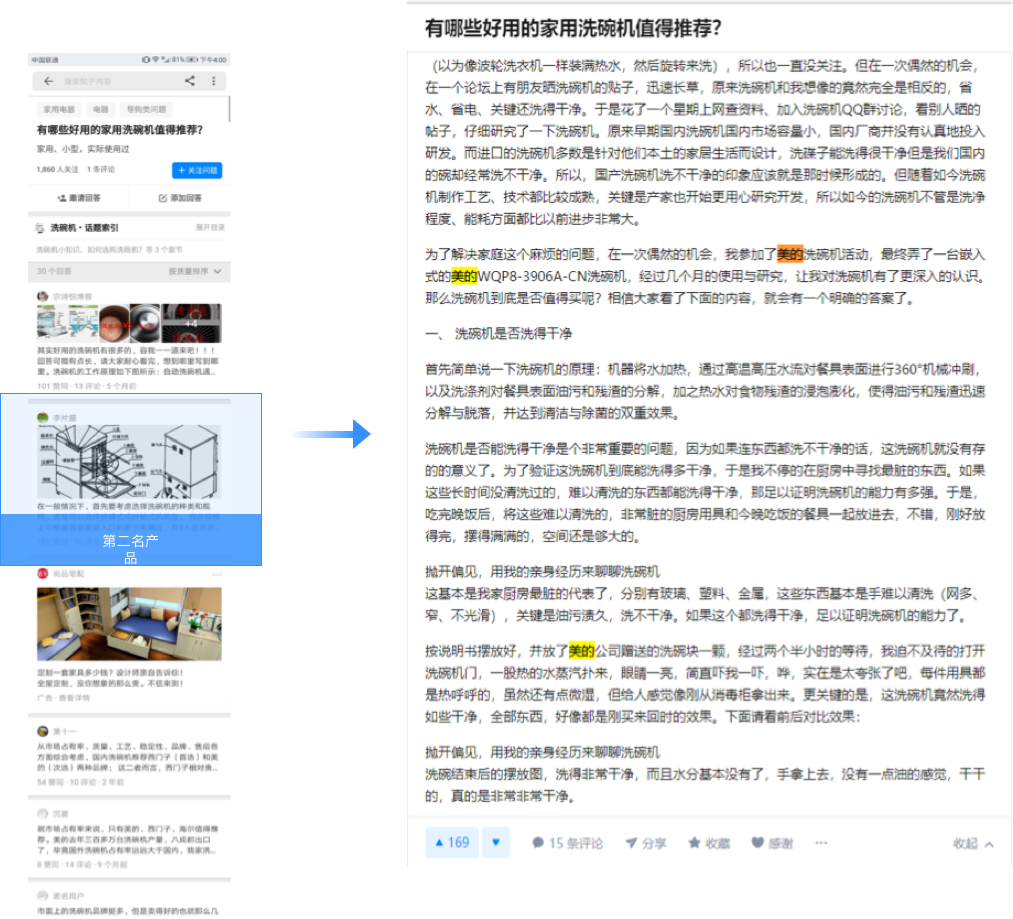 中国联通
81% 下午4:00
搜索知乎内容
家用电器 电器 导购类问题
有哪些好用的家用洗碗机值得推荐？
家用、小型，实际使用过
1,860 人关注 1 条评论
+ 关注问题
邀请回答 添加回答
洗碗机 · 话题索引 展开目录
洗碗机小知识、如何选购洗碗机？等 3 个章节
30 个回答 按质量排序
+4
其实好用的洗碗机有很多的，容我一一道来吧！！！
回答可能有点长，请大家耐心看完，想到哪里写到哪
里。洗碗机的工作原理如下图所示：自动洗碗机通...
101 赞同 · 13 评论 · 5 个月前
李叶盛
在一般情况下，首先要考虑选择洗碗机的种类和规
第二名产
品
尚品宅配
定制一套家具多少钱？设计师亲自告诉你！
全屋定制，没你想象的那么贵。不信来到！
广告 · 查看详情
萧十一
从市场占有率、质量，工艺，稳定性、品牌，售后各
方面综合考虑，国内洗碗机推荐西门子（首选）和美
的（次选）两种品牌；这二者而言，西门子相对贵...
54 赞同 · 10 评论 · 2 年前
沉面
就市场占有率来说，只有美的，西门子，海尔值得推
荐。美的去年三百多万台洗碗机产量，八成都出口
了，毕竟国外洗碗机占有率远远大于国内，我家洗...
8 赞同 · 14 评论 · 9 个月前
匿名用户
市面上的洗碗机品牌挺多，但是卖得好的也就那么几
有哪些好用的家用洗碗机值得推荐？
（以为像波轮洗衣机一样装满热水，然后旋转来洗），所以也一直没关注。但在一次偶然的机会，
在一个论坛上有朋友晒洗碗机的贴子，迅速长草，原来洗碗机和我想像的竟然完全是相反的，省
水、省电、关键还洗得干净。于是花了一个星期上网查资料、加入洗碗机QQ群讨论，看别人晒的
帖子，仔细研究了一下洗碗机。原来早期国内洗碗机国内市场容量小，国内厂商并没有认真地投入
研发。而进口的洗碗机多数是针对他们本土的家居生活而设计，洗碟子能洗得很干净但是我们国内
的碗却经常洗不干净。所以，国产洗碗机洗不干净的印象应该就是那时候形成的。但随着如今洗碗
机制作工艺、技术都比较成熟，关键是产家也开始更用心研究开发，所以如今的洗碗机不管是洗净
程度、能耗方面都比以前进步非常大。
为了解决家庭这个麻烦的问题，在一次偶然的机会，我参加了美的洗碗机活动，最终弄了一台嵌入
式的美的WQP8-3906A-CN洗碗机，经过几个月的使用与研究，让我对洗碗机有了更深入的认识。
那么洗碗机到底是否值得买呢？相信大家看了下面的内容，就会有一个明确的答案了。
一、 洗碗机是否洗得干净
首先简单说一下洗碗机的原理：机器将水加热，通过高温高压水流对餐具表面进行360°机械冲刷，
以及洗涤剂对餐具表面油污和残渣的分解，加之热水对食物残渣的浸泡膨化，使得油污和残渣迅速
分解与脱落，并达到清洁与除菌的双重效果。
洗碗机是否能洗得干净是个非常重要的问题，因为如果连东西都洗不干净的话，这洗碗机就没有存
的的意义了。为了验证这洗碗机到底能洗得多干净，于是我不停的在厨房中寻找最脏的东西。如果
这些长时间没清洗过的，难以清洗的东西都能洗得干净，那足以证明洗碗机的能力有多强。于是，
吃完晚饭后，将这些难以清洗的，非常脏的厨房用具和今晚吃饭的餐具一起放进去，不错，刚好放
得完，摆得满满的，空间还是够大的。
抛开偏见，用我的亲身经历来聊聊洗碗机
这基本是我家厨房最脏的代表了，分别有玻璃、塑料、金属，这些东西基本是手难以清洗（网多、
窄、不光滑），关键是油污渍久，洗不干净。如果这个都洗得干净，足以证明洗碗机的能力了。
按说明书摆放好，并放了美的公司赠送的洗碗块一颗，经过两个半小时的等待，我迫不及待的打开
洗碗机门，一股热的水蒸汽扑来，眼睛一亮，简直吓我一吓，哗，实在是太夸张了吧，每件用具都
是热呼呼的，虽然还有点微湿，但给人感觉像刚从消毒柜拿出来。更关键的是，这洗碗机竟然洗得
如些干净，全部东西，好像都是刚买来回时的效果。下面请看前后对比效果：
抛开偏见，用我的亲身经历来聊聊洗碗机
洗碗结束后的摆放图，洗得非常干净，而且水分基本没有了，手拿上去，没有一点油的感觉，干干
的，真的是非常非常干净。
169 15 条评论 分享 收藏 感谢 ··· 收起